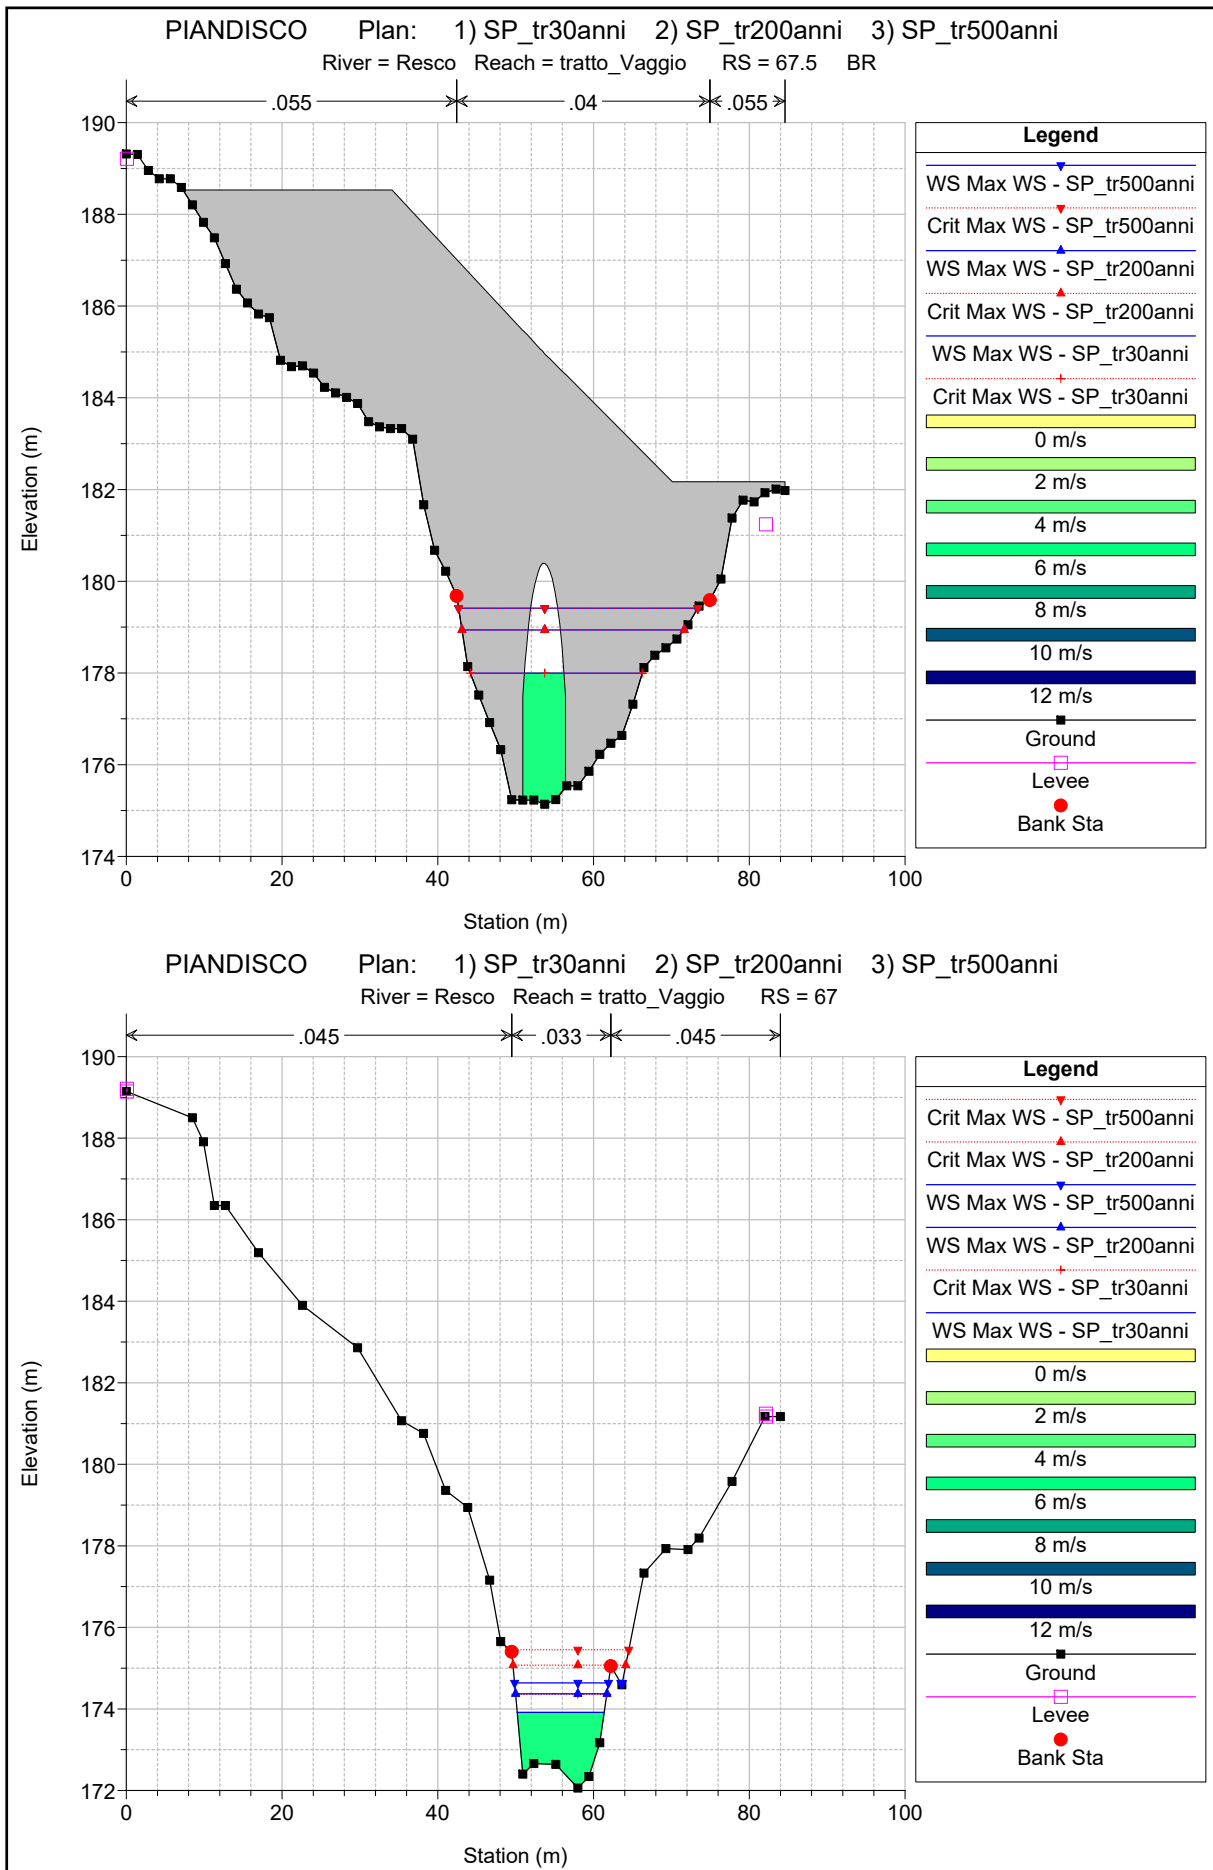 PIANDISCO Plan: 1) SP_tr30anni 2) SP_tr200anni 3) SP_tr500anni
River = Resco Reach = tratto_Vaggio RS = 67.5 BR
.055 .04 .055
190
188
186
184
182
180
178
176
174
0 20 40 60 80 100
Elevation (m)
Station (m)
Legend
WS Max WS - SP_tr500anni
Crit Max WS - SP_tr500anni
WS Max WS - SP_tr200anni
Crit Max WS - SP_tr200anni
WS Max WS - SP_tr30anni
Crit Max WS - SP_tr30anni
0 m/s
2 m/s
4 m/s
6 m/s
8 m/s
10 m/s
12 m/s
Ground
Levee
Bank Sta
PIANDISCO Plan: 1) SP_tr30anni 2) SP_tr200anni 3) SP_tr500anni
River = Resco Reach = tratto_Vaggio RS = 67
.045 .033 .045
190
188
186
184
182
180
178
176
174
172
0 20 40 60 80 100
Elevation (m)
Station (m)
Legend
Crit Max WS - SP_tr500anni
Crit Max WS - SP_tr200anni
WS Max WS - SP_tr500anni
WS Max WS - SP_tr200anni
Crit Max WS - SP_tr30anni
WS Max WS - SP_tr30anni
0 m/s
2 m/s
4 m/s
6 m/s
8 m/s
10 m/s
12 m/s
Ground
Levee
Bank Sta